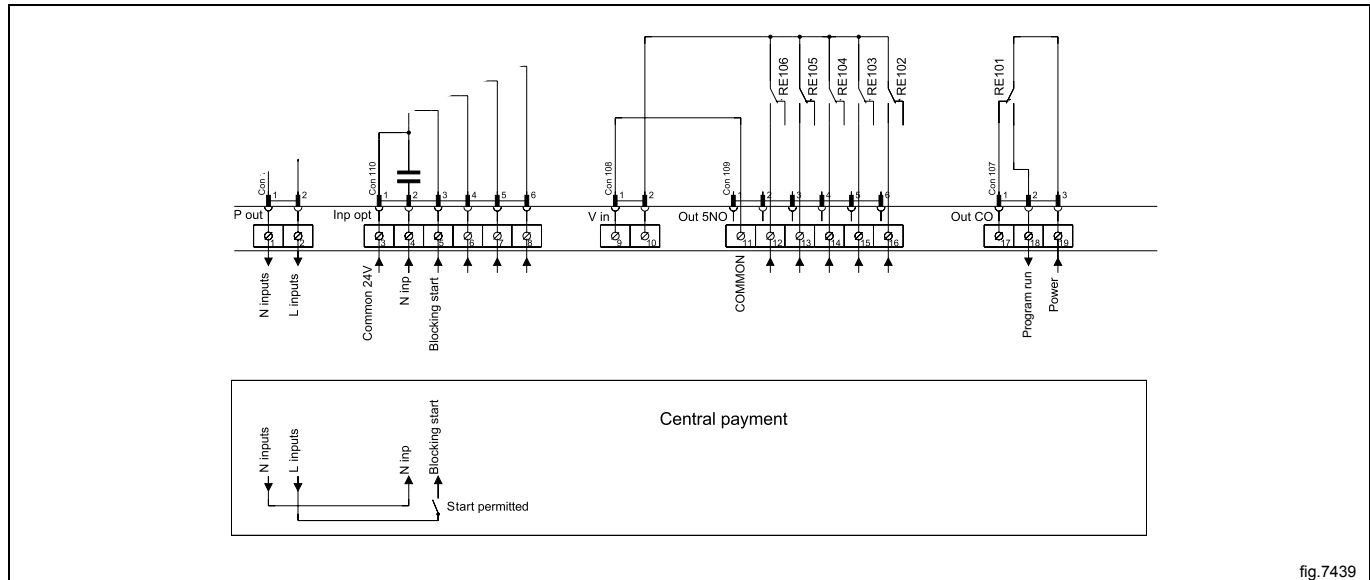 RE106
RE105
RE104
RE103
RE102
RE101
Con 110
Con 108
Con 109
Con 107
1 2
1 2 3 4 5 6
1 2
1 2 3 4 5 6
1 2 3
P out
Inp opt
V in
Out 5NO
Out CO
1 2
3 4 5 6 7 8
9 10
11 12 13 14 15 16
17 18 19
N inputs
L inputs
Common 24V
N inp
Blocking start
COMMON
Program run
Power
Central payment
N inputs
L inputs
N inp
Blocking start
Start permitted
fig.7439